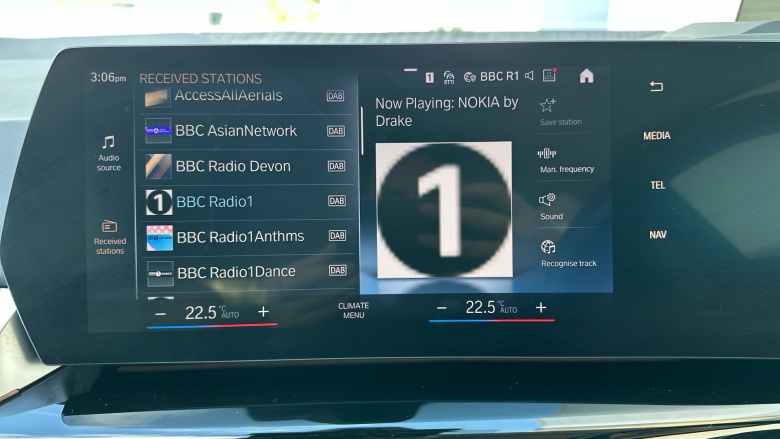 3:06pm
RECEIVED STATIONS
1
RTTI
BBC R1
AccessAllAerials
DAB
BBC AsianNetwork
DAB
BBC Radio Devon
DAB
BBC Radio1
DAB
BBC Radio1Anthms
DAB
BBC Radio1Dance
DAB
Audio
source
Received
stations
Now Playing: NOKIA by
Drake
1
Save station
Man. frequency
Sound
Recognise track
MEDIA
TEL
NAV
− 22.5 °C AUTO +
CLIMATE
MENU
− 22.5 °C AUTO +